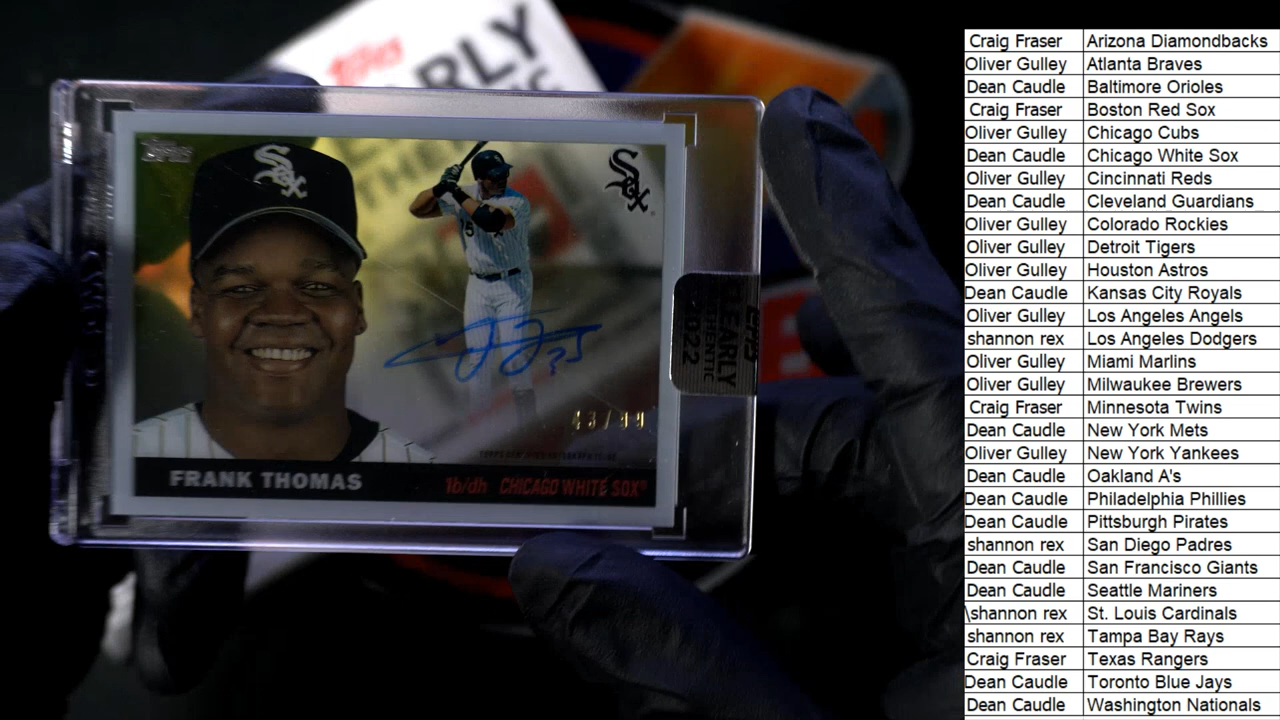 Topps
RLY
Topps
Sox
Sox
FRANK THOMAS
1b/dh CHICAGO WHITE SOX
43/99
CLEARLY
AUTHENTIC
2022
Craig Fraser Arizona Diamondbacks
Oliver Gulley Atlanta Braves
Dean Caudle Baltimore Orioles
Craig Fraser Boston Red Sox
Oliver Gulley Chicago Cubs
Dean Caudle Chicago White Sox
Oliver Gulley Cincinnati Reds
Dean Caudle Cleveland Guardians
Oliver Gulley Colorado Rockies
Oliver Gulley Detroit Tigers
Oliver Gulley Houston Astros
Dean Caudle Kansas City Royals
Oliver Gulley Los Angeles Angels
shannon rex Los Angeles Dodgers
Oliver Gulley Miami Marlins
Oliver Gulley Milwaukee Brewers
Craig Fraser Minnesota Twins
Dean Caudle New York Mets
Oliver Gulley New York Yankees
Dean Caudle Oakland A's
Dean Caudle Philadelphia Phillies
Dean Caudle Pittsburgh Pirates
shannon rex San Diego Padres
Dean Caudle San Francisco Giants
Dean Caudle Seattle Mariners
\shannon rex St. Louis Cardinals
shannon rex Tampa Bay Rays
Craig Fraser Texas Rangers
Dean Caudle Toronto Blue Jays
Dean Caudle Washington Nationals